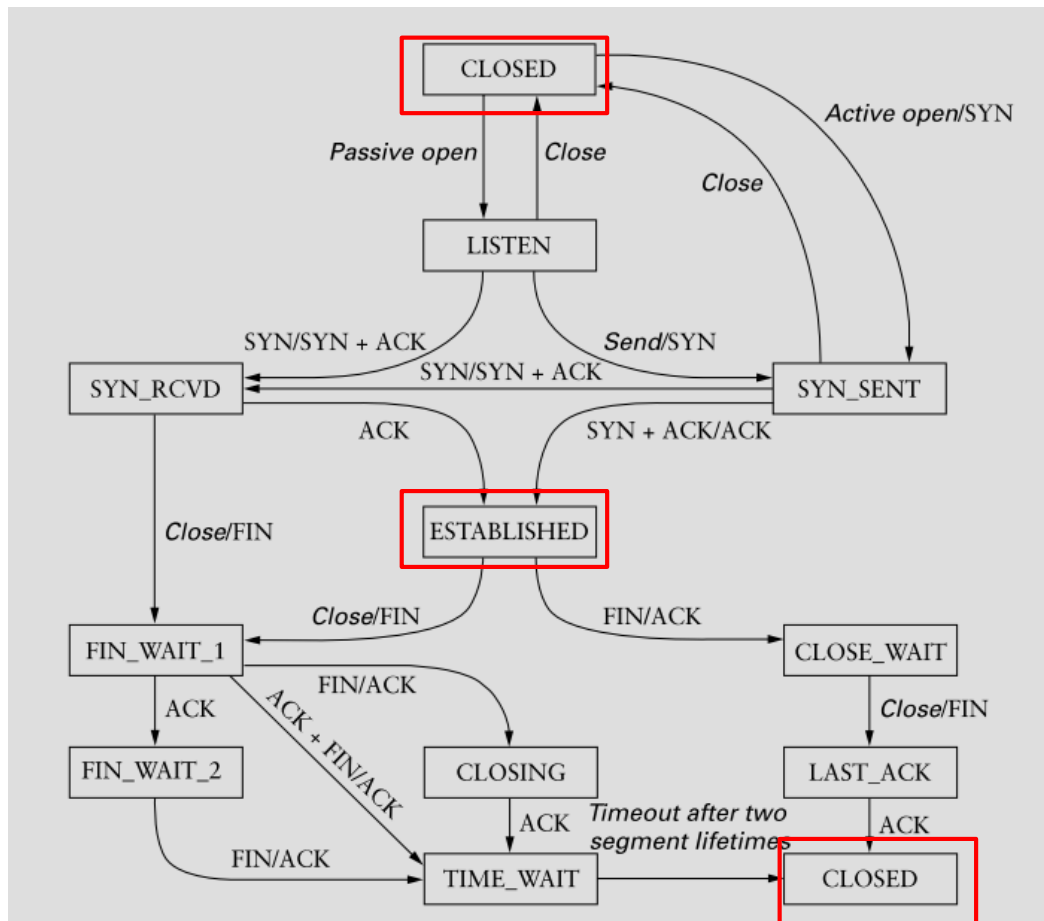 CLOSED
Active open/SYN
Passive open
Close
Close
LISTEN
SYN/SYN + ACK
Send/SYN
SYN/SYN + ACK
SYN_RCVD
SYN_SENT
ACK
SYN + ACK/ACK
ESTABLISHED
Close/FIN
Close/FIN
FIN/ACK
FIN_WAIT_1
CLOSE_WAIT
FIN/ACK
ACK
ACK + FIN/ACK
Close/FIN
FIN_WAIT_2
CLOSING
LAST_ACK
ACK
Timeout after two
segment lifetimes
ACK
FIN/ACK
TIME_WAIT
CLOSED